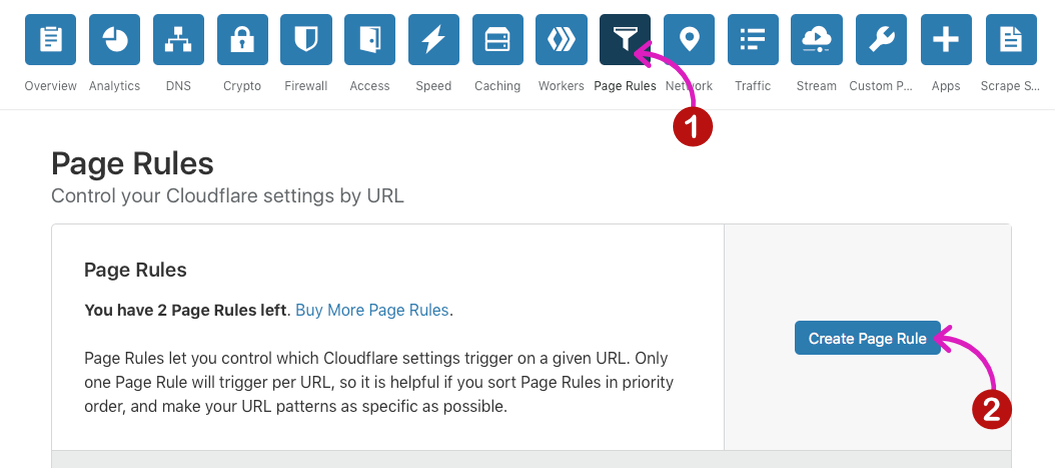 Overview Analytics DNS Crypto Firewall Access Speed Caching Workers Page Rules Network Traffic Stream Custom P... Apps Scrape S...
1
Page Rules
Control your Cloudflare settings by URL
Page Rules
You have 2 Page Rules left. Buy More Page Rules.
Page Rules let you control which Cloudflare settings trigger on a given URL. Only
one Page Rule will trigger per URL, so it is helpful if you sort Page Rules in priority
order, and make your URL patterns as specific as possible.
Create Page Rule
2